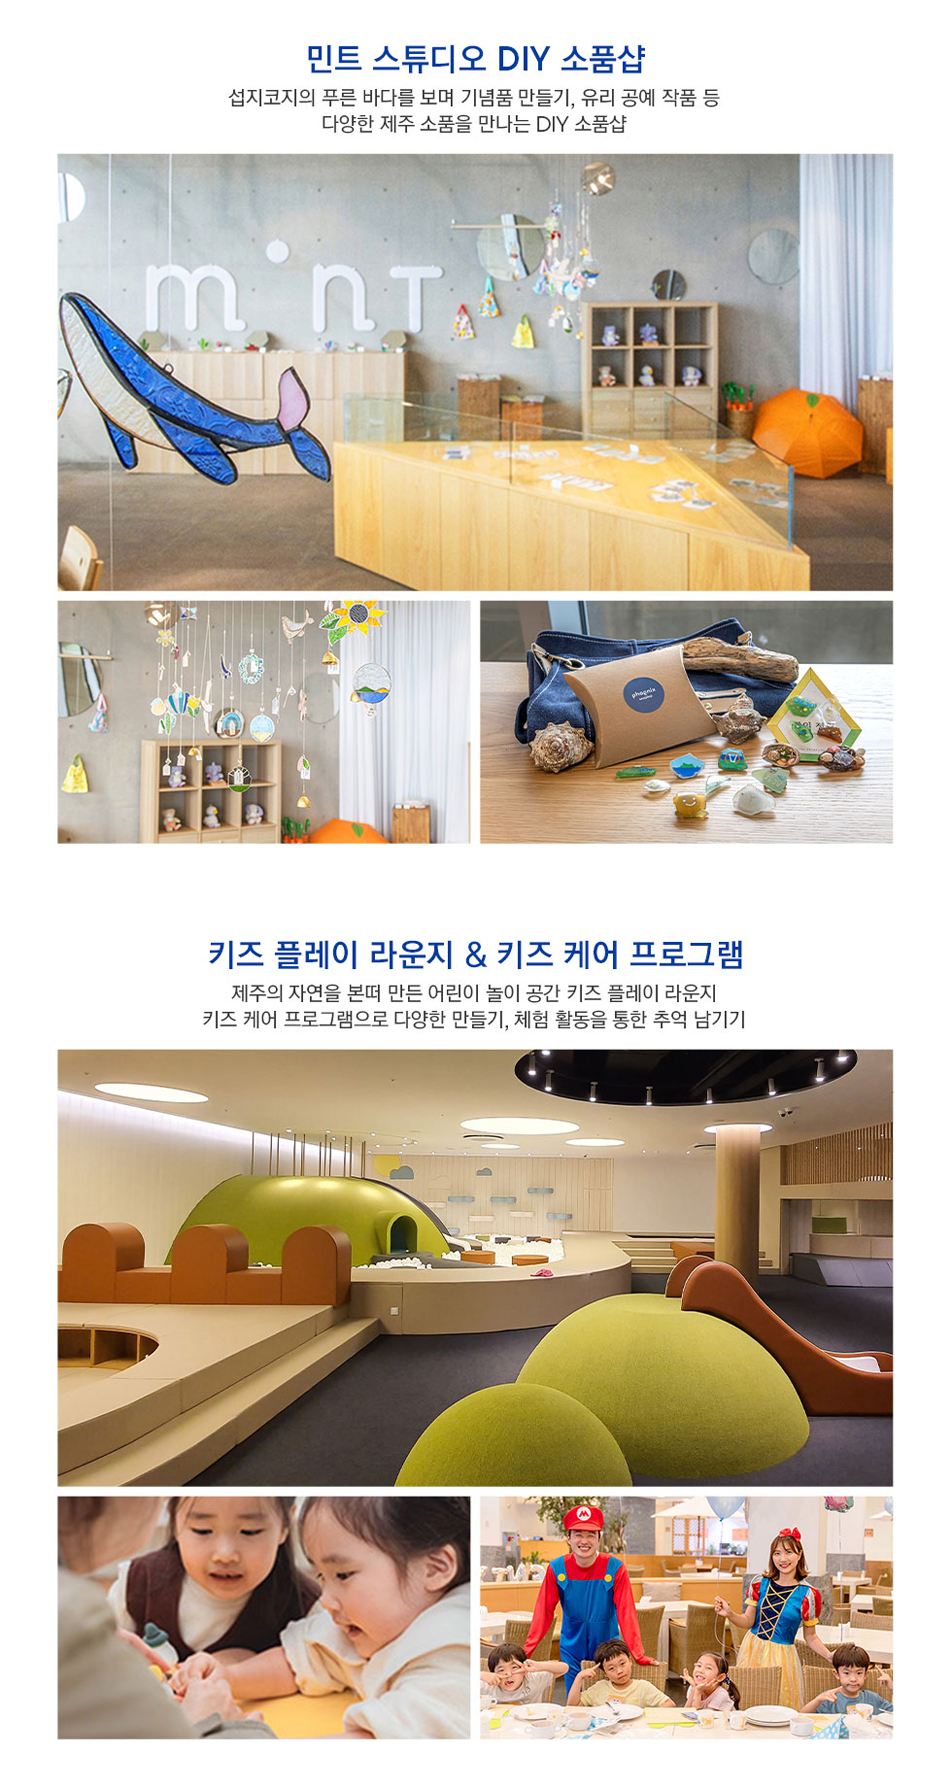 민트 스튜디오 DIY 소품샵
섭지코지의 푸른 바다를 보며 기념품 만들기, 유리 공예 작품 등
다양한 제주 소품을 만나는 DIY 소품샵
mint
phoenix
키즈 플레이 라운지 & 키즈 케어 프로그램
제주의 자연을 본떠 만든 어린이 놀이 공간 키즈 플레이 라운지
키즈 케어 프로그램으로 다양한 만들기, 체험 활동을 통한 추억 남기기
M